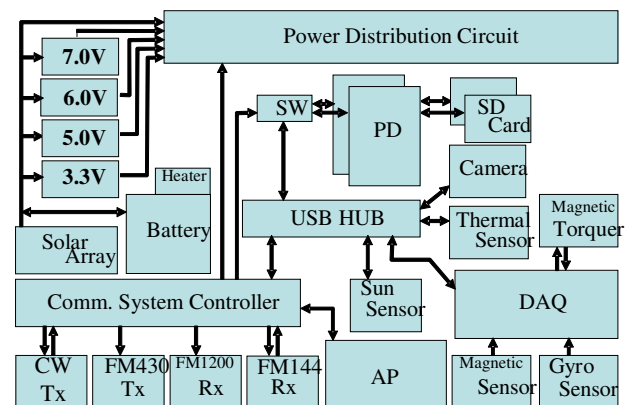 Power Distribution Circuit
7.0V
6.0V
5.0V
3.3V
SW
PD
SD
Card
Heater
Battery
Camera
Solar
Array
USB HUB
Thermal
Sensor
Magnetic
Torquer
Comm. System Controller
Sun
Sensor
DAQ
CW
Tx
FM430
Tx
FM1200
Rx
FM144
Rx
AP
Magnetic
Sensor
Gyro
Sensor